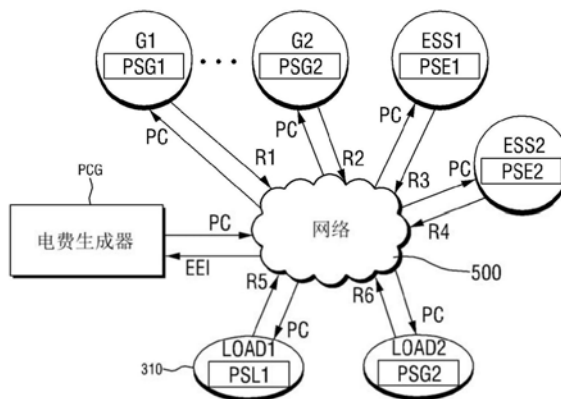 G1
PSG1
G2
PSG2
ESS1
PSE1
ESS2
PSE2
PC
R1
PC
R2
PC
R3
PC
R4
PCG
电费生成器
PC
EEI
网络
500
R5
PC
R6
PC
310
LOAD1
PSL1
LOAD2
PSG2